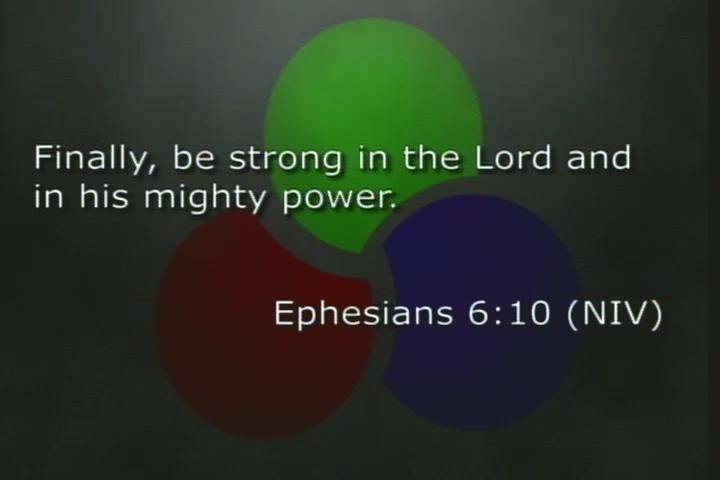 Finally, be strong in the Lord and
in his mighty power.
Ephesians 6:10 (NIV)